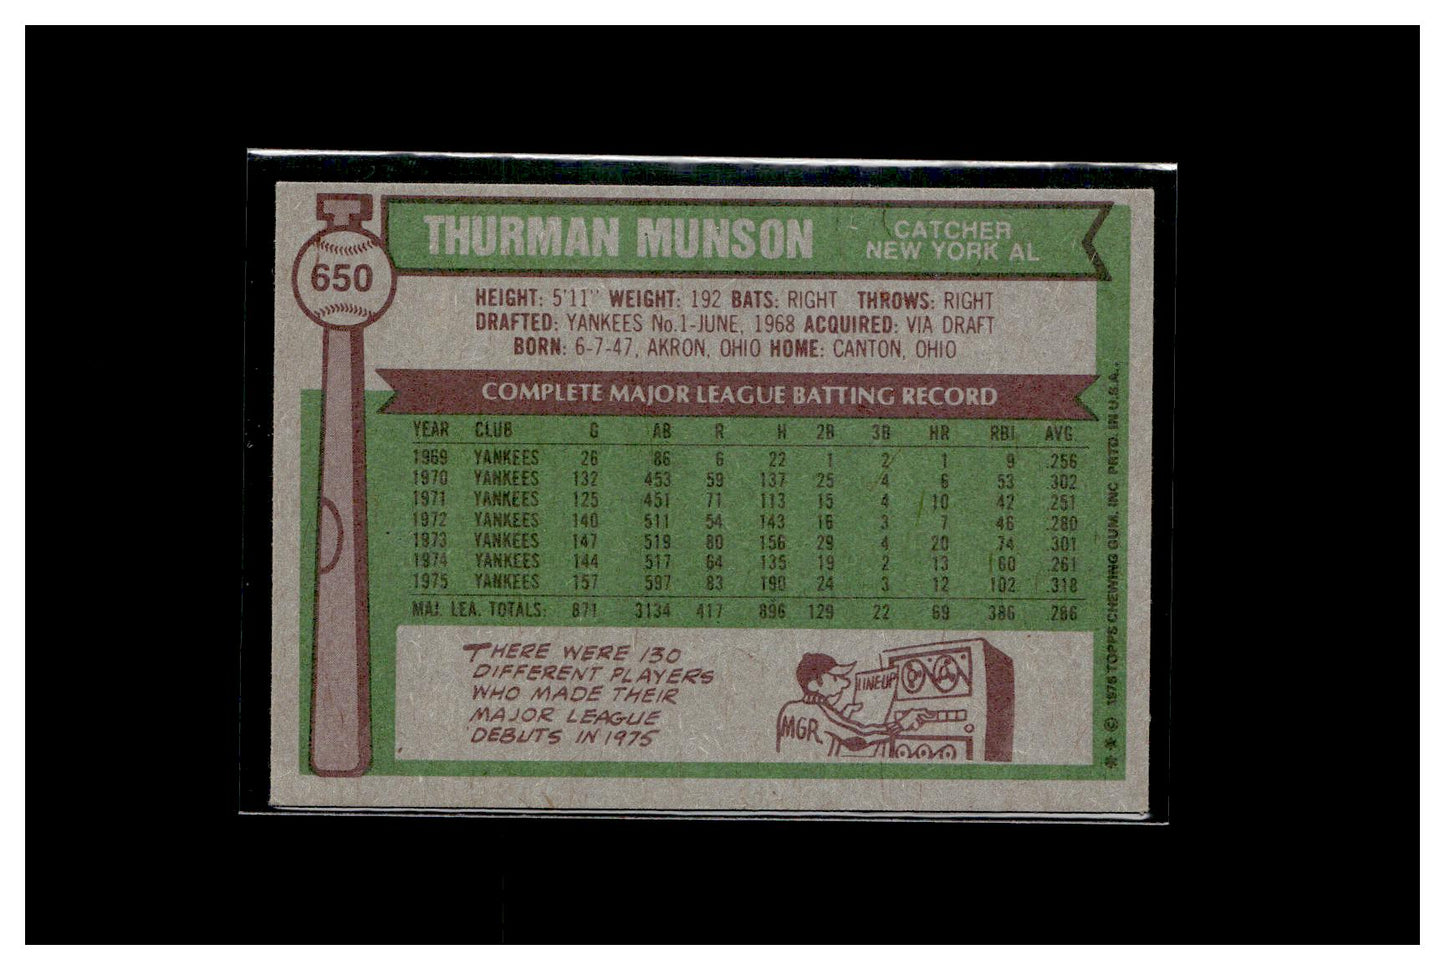 650
THURMAN MUNSON
CATCHER
NEW YORK AL
HEIGHT: 5'11" WEIGHT: 192 BATS: RIGHT THROWS: RIGHT
DRAFTED: YANKEES No.1-JUNE, 1968 ACQUIRED: VIA DRAFT
BORN: 6-7-47, AKRON, OHIO HOME: CANTON, OHIO
COMPLETE MAJOR LEAGUE BATTING RECORD
YEAR CLUB G AB R H 2B 3B HR RBI AVG.
1969 YANKEES 26 86 6 22 1 2 1 9 .256
1970 YANKEES 132 453 59 137 25 4 6 53 .302
1971 YANKEES 125 451 71 113 15 4 10 42 .251
1972 YANKEES 140 511 54 143 16 3 7 46 .280
1973 YANKEES 147 519 80 156 29 4 20 74 .301
1974 YANKEES 144 517 64 135 19 2 13 60 .261
1975 YANKEES 157 597 83 190 24 3 12 102 .318
MAJ. LEA. TOTALS: 871 3134 417 896 129 22 69 386 .286
THERE WERE 130
DIFFERENT PLAYERS
WHO MADE THEIR
MAJOR LEAGUE
DEBUTS IN 1975
LINEUP
MGR
** © 1976 TOPPS CHEWING GUM, INC. PRTD. IN U.S.A.